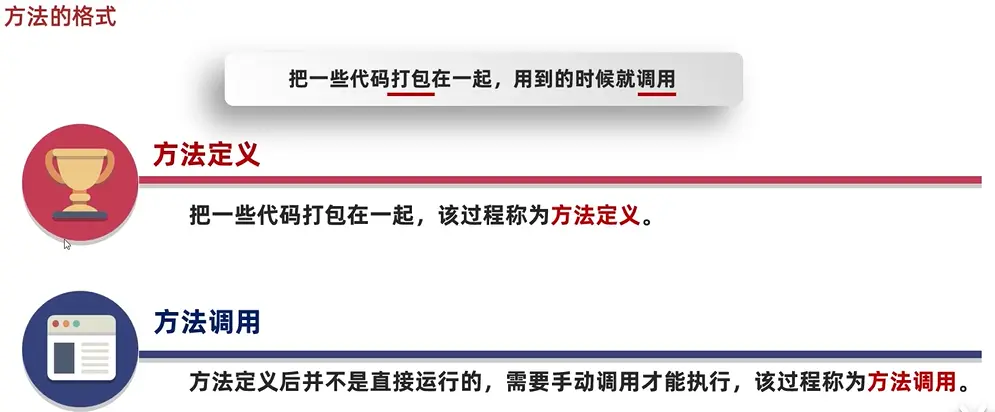 方法的格式
把一些代码打包在一起，用到的时候就调用
方法定义
把一些代码打包在一起，该过程称为方法定义。
方法调用
方法定义后并不是直接运行的，需要手动调用才能执行，该过程称为方法调用。